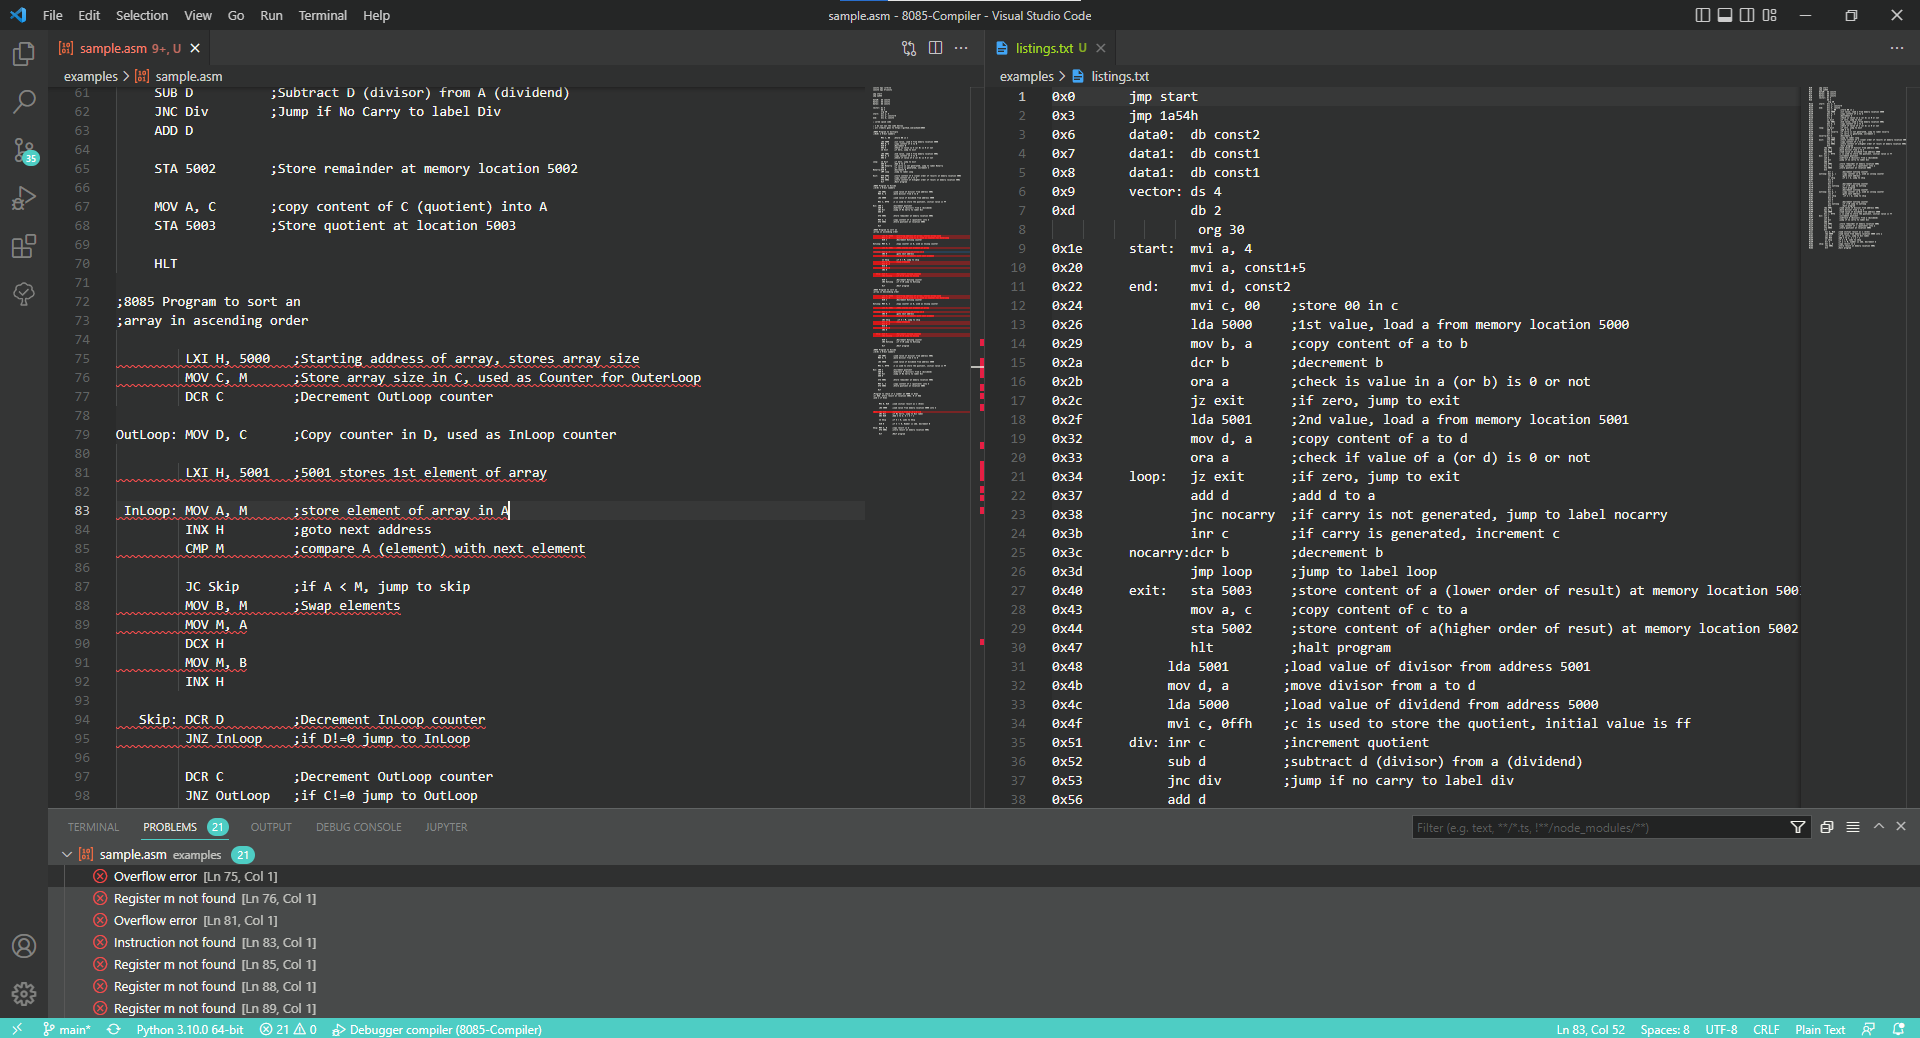 File Edit Selection View Go Run Terminal Help
sample.asm - 8085-Compiler - Visual Studio Code
sample.asm 9+, U
listings.txt U
examples > sample.asm
examples > listings.txt
61 SUB D ;Subtract D (divisor) from A (dividend)
62 JNC Div ;Jump if No Carry to label Div
63 ADD D
64
65 STA 5002 ;Store remainder at memory location 5002
66
67 MOV A, C ;copy content of C (quotient) into A
68 STA 5003 ;Store quotient at location 5003
69
70 HLT
71
72 ;8085 Program to sort an
73 ;array in ascending order
74
75 LXI H, 5000 ;Starting address of array, stores array size
76 MOV C, M ;Store array size in C, used as Counter for OuterLoop
77 DCR C ;Decrement OutLoop counter
78
79 OutLoop: MOV D, C ;Copy counter in D, used as InLoop counter
80
81 LXI H, 5001 ;5001 stores 1st element of array
82
83 InLoop: MOV A, M ;store element of array in A
84 INX H ;goto next address
85 CMP M ;compare A (element) with next element
86
87 JC Skip ;if A < M, jump to skip
88 MOV B, M ;Swap elements
89 MOV M, A
90 DCX H
91 MOV M, B
92 INX H
93
94 Skip: DCR D ;Decrement InLoop counter
95 JNZ InLoop ;if D!=0 jump to InLoop
96
97 DCR C ;Decrement OutLoop counter
98 JNZ OutLoop ;if C!=0 jump to OutLoop
1 0x0 jmp start
2 0x3 jmp 1a54h
3 0x6 data0: db const2
4 0x7 data1: db const1
5 0x8 data1: db const1
6 0x9 vector: ds 4
7 0xd db 2
8 org 30
9 0x1e start: mvi a, 4
10 0x20 mvi a, const1+5
11 0x22 end: mvi d, const2
12 0x24 mvi c, 00 ;store 00 in c
13 0x26 lda 5000 ;1st value, load a from memory location 5000
14 0x29 mov b, a ;copy content of a to b
15 0x2a dcr b ;decrement b
16 0x2b ora a ;check is value in a (or b) is 0 or not
17 0x2c jz exit ;if zero, jump to exit
18 0x2f lda 5001 ;2nd value, load a from memory location 5001
19 0x32 mov d, a ;copy content of a to d
20 0x33 ora a ;check if value of a (or d) is 0 or not
21 0x34 loop: jz exit ;if zero, jump to exit
22 0x37 add d ;add d to a
23 0x38 jnc nocarry ;if carry is not generated, jump to label nocarry
24 0x3b inr c ;if carry is generated, increment c
25 0x3c nocarry:dcr b ;decrement b
26 0x3d jmp loop ;jump to label loop
27 0x40 exit: sta 5003 ;store content of a (lower order of result) at memory location 500
28 0x43 mov a, c ;copy content of c to a
29 0x44 sta 5002 ;store content of a(higher order of resut) at memory location 5002
30 0x47 hlt ;halt program
31 0x48 lda 5001 ;load value of divisor from address 5001
32 0x4b mov d, a ;move divisor from a to d
33 0x4c lda 5000 ;load value of dividend from address 5000
34 0x4f mvi c, 0ffh ;c is used to store the quotient, initial value is ff
35 0x51 div: inr c ;increment quotient
36 0x52 sub d ;subtract d (divisor) from a (dividend)
37 0x53 jnc div ;jump if no carry to label div
38 0x56 add d
35
TERMINAL PROBLEMS 21 OUTPUT DEBUG CONSOLE JUPYTER
Filter (e.g. text, **/*.ts, !**/node_modules/**)
sample.asm examples 21
Overflow error [Ln 75, Col 1]
Register m not found [Ln 76, Col 1]
Overflow error [Ln 81, Col 1]
Instruction not found [Ln 83, Col 1]
Register m not found [Ln 85, Col 1]
Register m not found [Ln 88, Col 1]
Register m not found [Ln 89, Col 1]
main* Python 3.10.0 64-bit 21 0 Debugger compiler (8085-Compiler)
Ln 83, Col 52 Spaces: 8 UTF-8 CRLF Plain Text